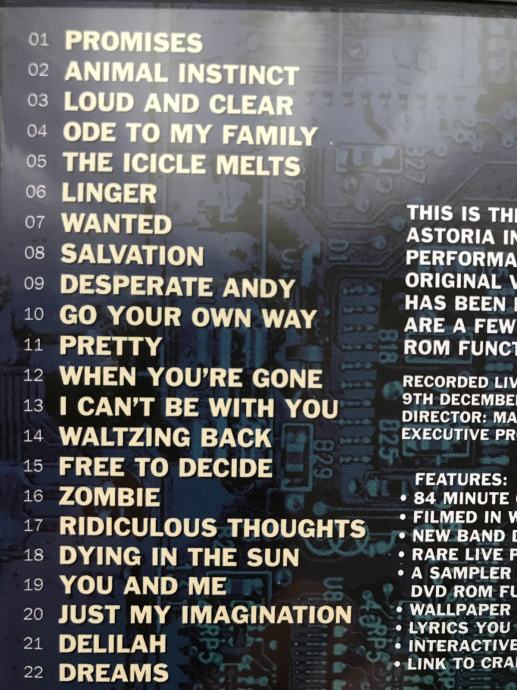 01 PROMISES
02 ANIMAL INSTINCT
03 LOUD AND CLEAR
04 ODE TO MY FAMILY
05 THE ICICLE MELTS
06 LINGER
07 WANTED
08 SALVATION
09 DESPERATE ANDY
10 GO YOUR OWN WAY
11 PRETTY
12 WHEN YOU'RE GONE
13 I CAN'T BE WITH YOU
14 WALTZING BACK
15 FREE TO DECIDE
16 ZOMBIE
17 RIDICULOUS THOUGHTS
18 DYING IN THE SUN
19 YOU AND ME
20 JUST MY IMAGINATION
21 DELILAH
22 DREAMS
THIS IS
ASTORIA
ORIGINAL
HAS BEEN
ARE A FEW
ROM
RECORDED
9TH
DIRECTOR:
EXECUTIVE
FEATURES:
• 84 MINUTE
• FILMED IN
• NEW BAND
• RARE LIVE
• A SAMPLER
DVD ROM
• WALLPAPER
• LYRICS YOU
• INTERACTIVE
• LINK TO